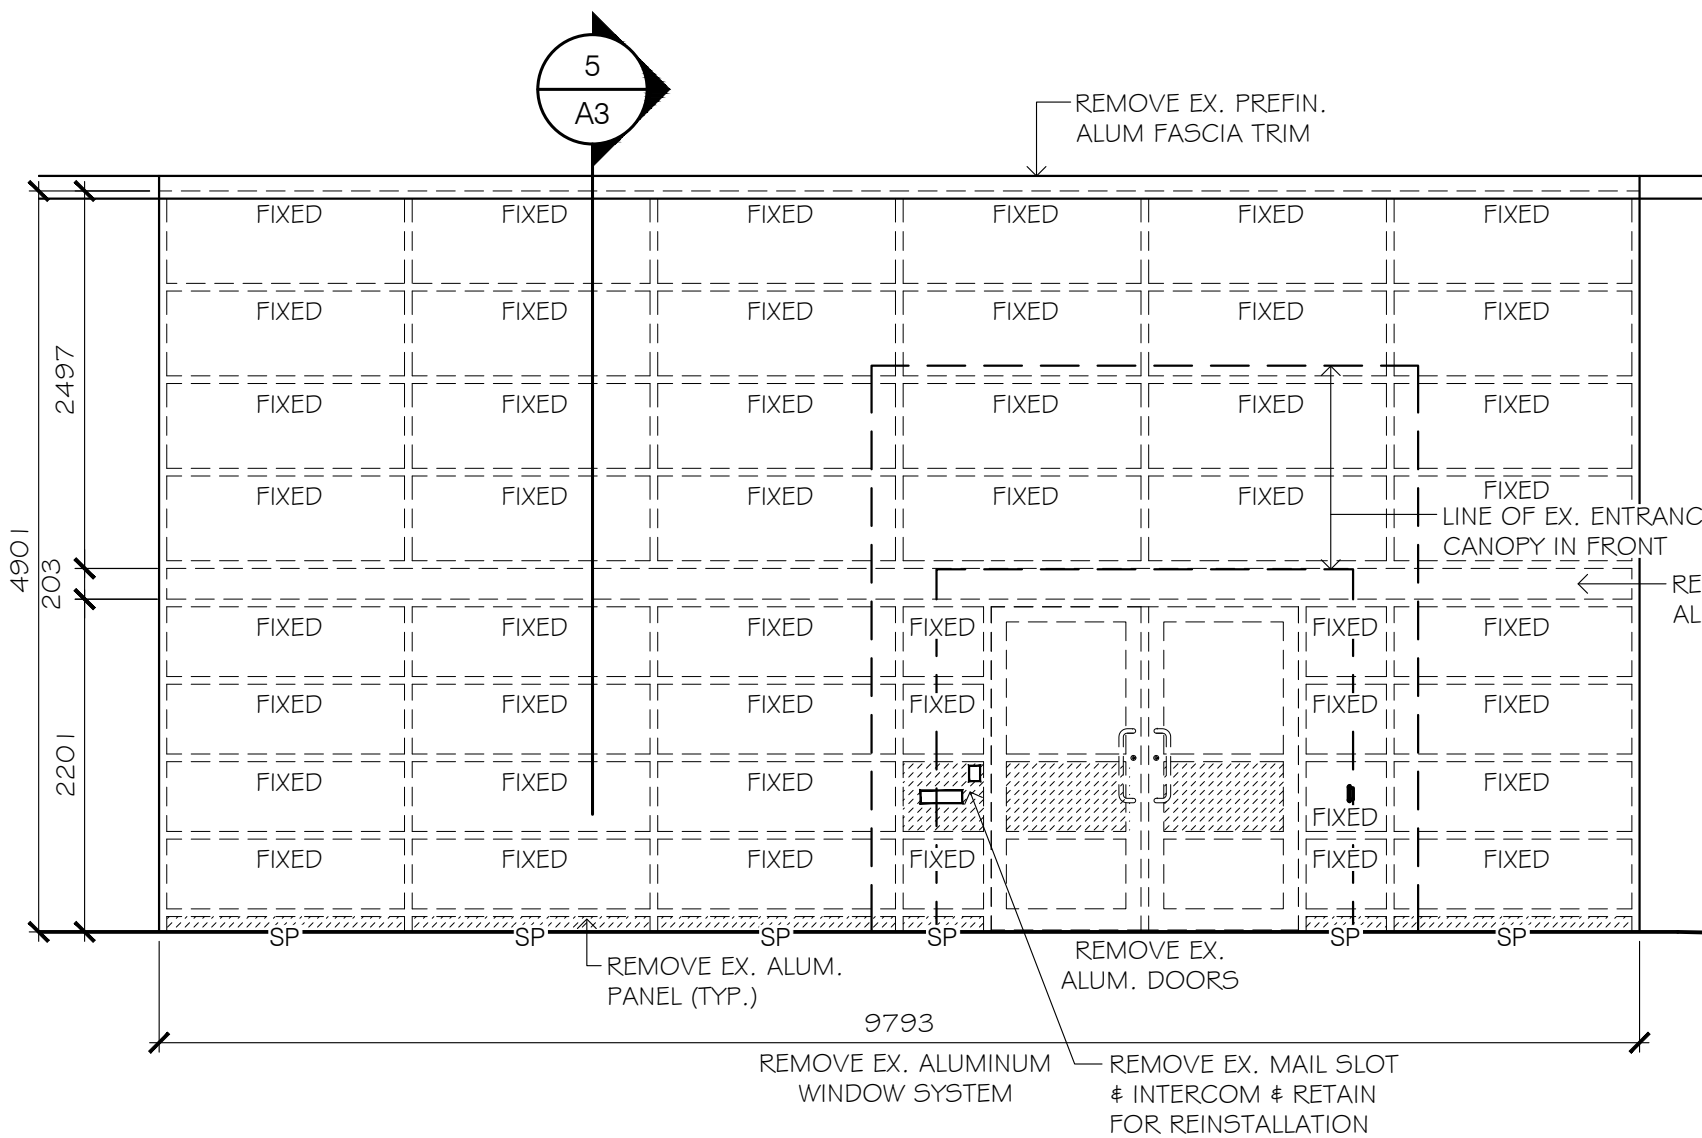 5
A3
REMOVE EX. PREFIN.
ALUM FASCIA TRIM
FIXED FIXED FIXED FIXED FIXED FIXED
FIXED FIXED FIXED FIXED FIXED FIXED
2497
FIXED FIXED FIXED FIXED FIXED FIXED
FIXED FIXED FIXED FIXED FIXED FIXED
LINE OF EX. ENTRANC
CANOPY IN FRONT
4901
203
RE
AL
FIXED FIXED FIXED FIXED FIXED FIXED
FIXED FIXED FIXED FIXED FIXED FIXED
2201
FIXED FIXED FIXED FIXED FIXED
FIXED FIXED FIXED FIXED FIXED FIXED
SP SP SP SP SP SP
REMOVE EX. ALUM.
PANEL (TYP.)
REMOVE EX.
ALUM. DOORS
9793
REMOVE EX. ALUMINUM
WINDOW SYSTEM
REMOVE EX. MAIL SLOT
& INTERCOM & RETAIN
FOR REINSTALLATION